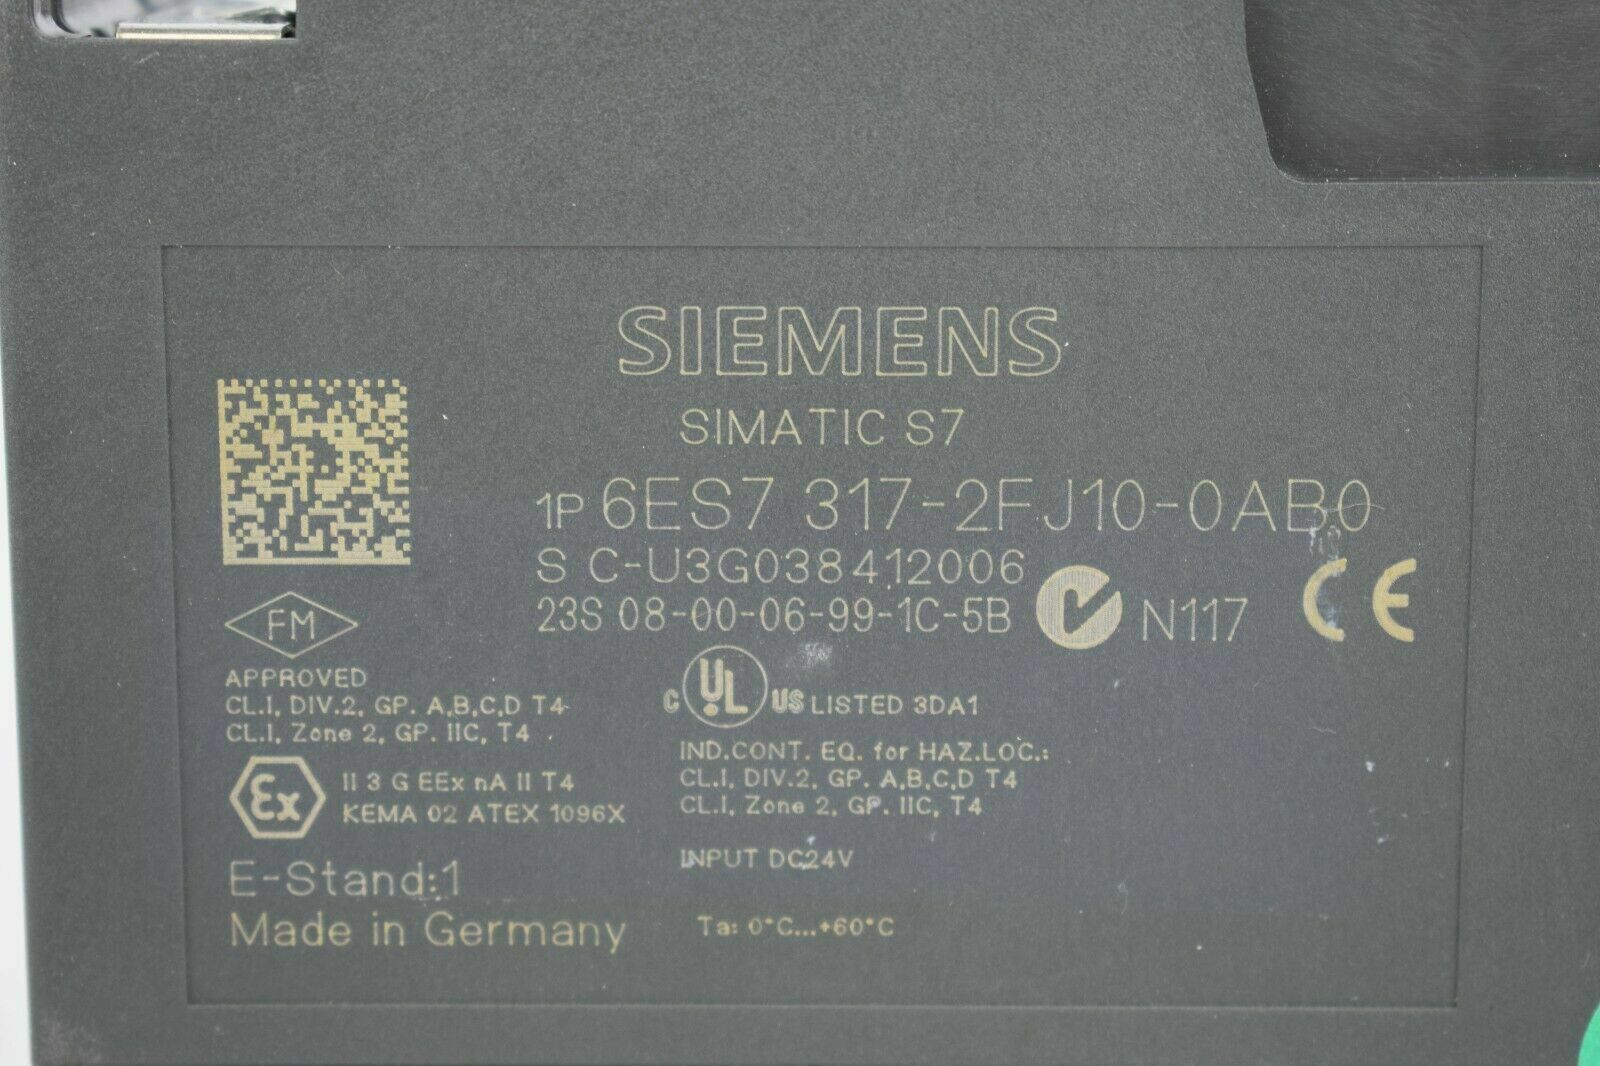 SIEMENS
SIMATIC S7
1P 6ES7 317-2FJ10-0AB0
S C-U3G038412006
23S 08-00-06-99-1C-5B N117 CE
FM
APPROVED
CL.I, DIV.2, GP. A,B,C,D T4
CL.I, Zone 2, GP. IIC, T4
C UL US LISTED 3DA1
IND.CONT. EQ. for HAZ.LOC.:
CL.I, DIV.2, GP. A,B,C,D T4
CL.I, Zone 2, GP. IIC, T4
Ex II 3 G EEx nA II T4
KEMA 02 ATEX 1096X
INPUT DC24V
E-Stand:1
Made in Germany
Ta: 0°C...+60°C